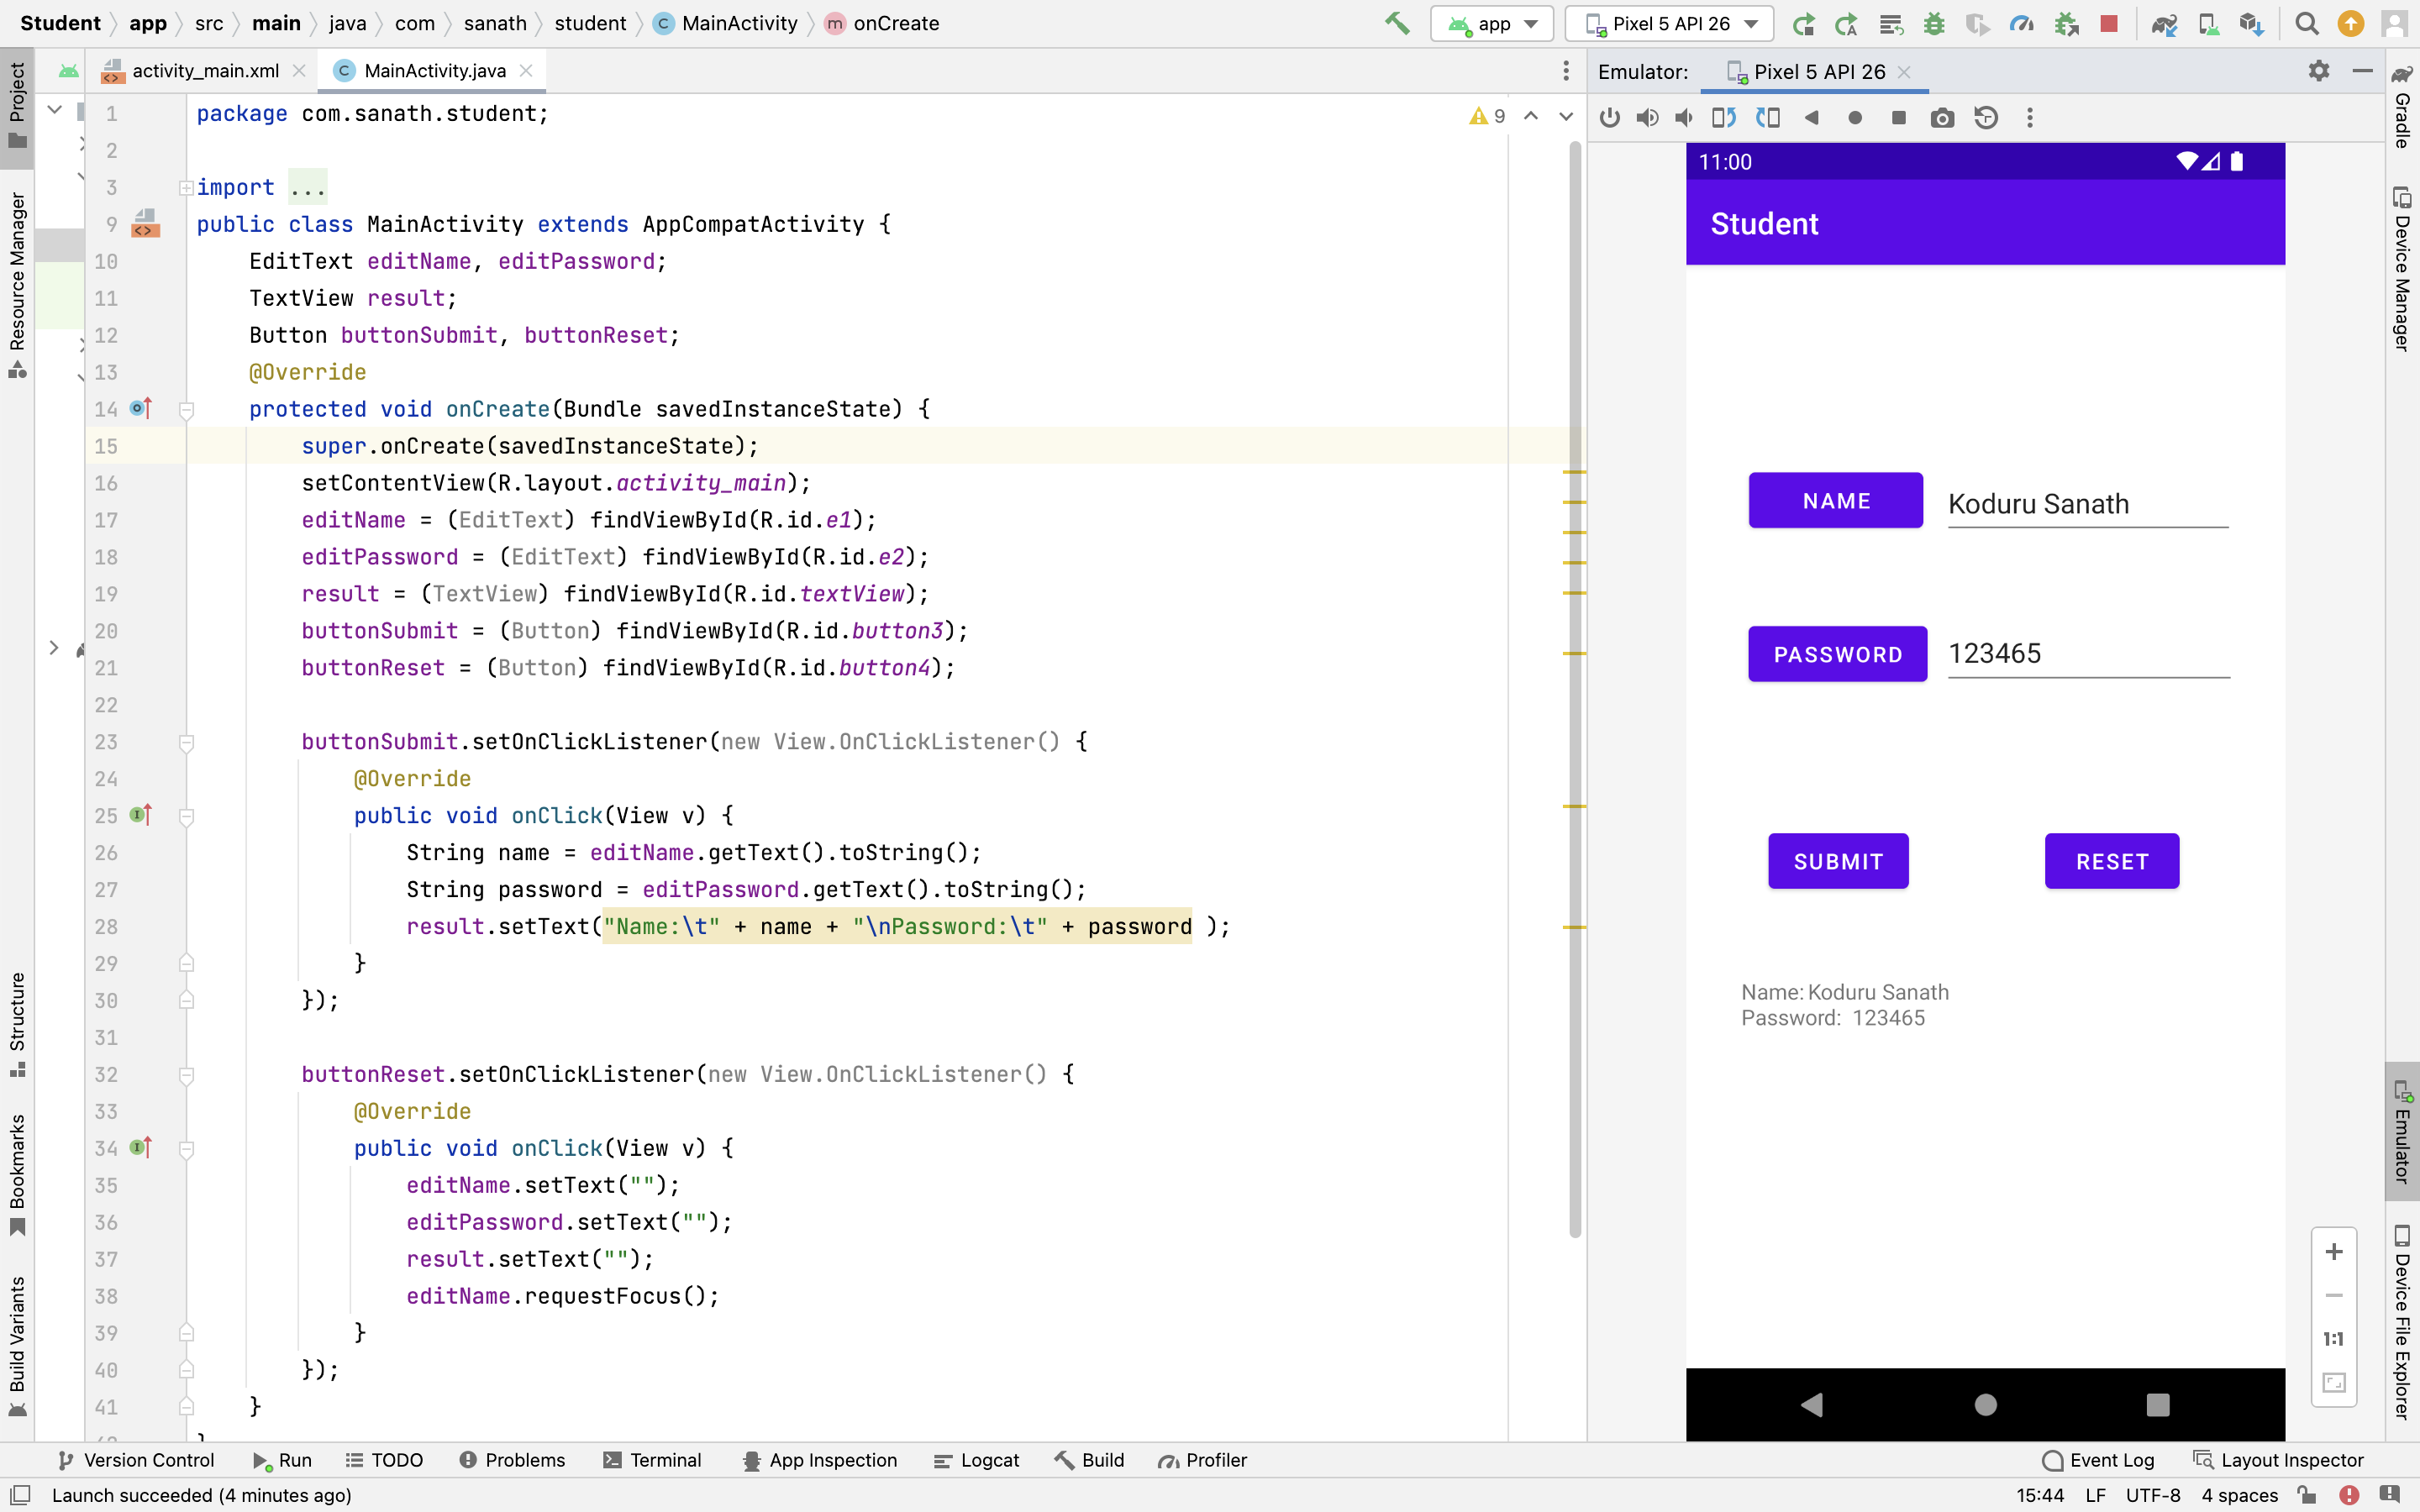 Student app src main java com sanath student C MainActivity m onCreate
app Pixel 5 API 26
activity_main.xml C MainActivity.java
Emulator: Pixel 5 API 26
Project
Resource Manager
Structure
Bookmarks
Build Variants
9
1 package com.sanath.student;
2
3 import ...
9 public class MainActivity extends AppCompatActivity {
10 EditText editName, editPassword;
11 TextView result;
12 Button buttonSubmit, buttonReset;
13 @Override
14 protected void onCreate(Bundle savedInstanceState) {
15 super.onCreate(savedInstanceState);
16 setContentView(R.layout.activity_main);
17 editName = (EditText) findViewById(R.id.e1);
18 editPassword = (EditText) findViewById(R.id.e2);
19 result = (TextView) findViewById(R.id.textView);
20 buttonSubmit = (Button) findViewById(R.id.button3);
21 buttonReset = (Button) findViewById(R.id.button4);
22
23 buttonSubmit.setOnClickListener(new View.OnClickListener() {
24 @Override
25 public void onClick(View v) {
26 String name = editName.getText().toString();
27 String password = editPassword.getText().toString();
28 result.setText("Name:\t" + name + "\nPassword:\t" + password );
29 }
30 });
31
32 buttonReset.setOnClickListener(new View.OnClickListener() {
33 @Override
34 public void onClick(View v) {
35 editName.setText("");
36 editPassword.setText("");
37 result.setText("");
38 editName.requestFocus();
39 }
40 });
41 }
11:00
Student
NAME Koduru Sanath
PASSWORD 123465
SUBMIT RESET
Name: Koduru Sanath
Password: 123465
1:1
Gradle
Device Manager
Emulator
Device File Explorer
Version Control Run TODO Problems Terminal App Inspection Logcat Build Profiler Event Log Layout Inspector
Launch succeeded (4 minutes ago) 15:44 LF UTF-8 4 spaces